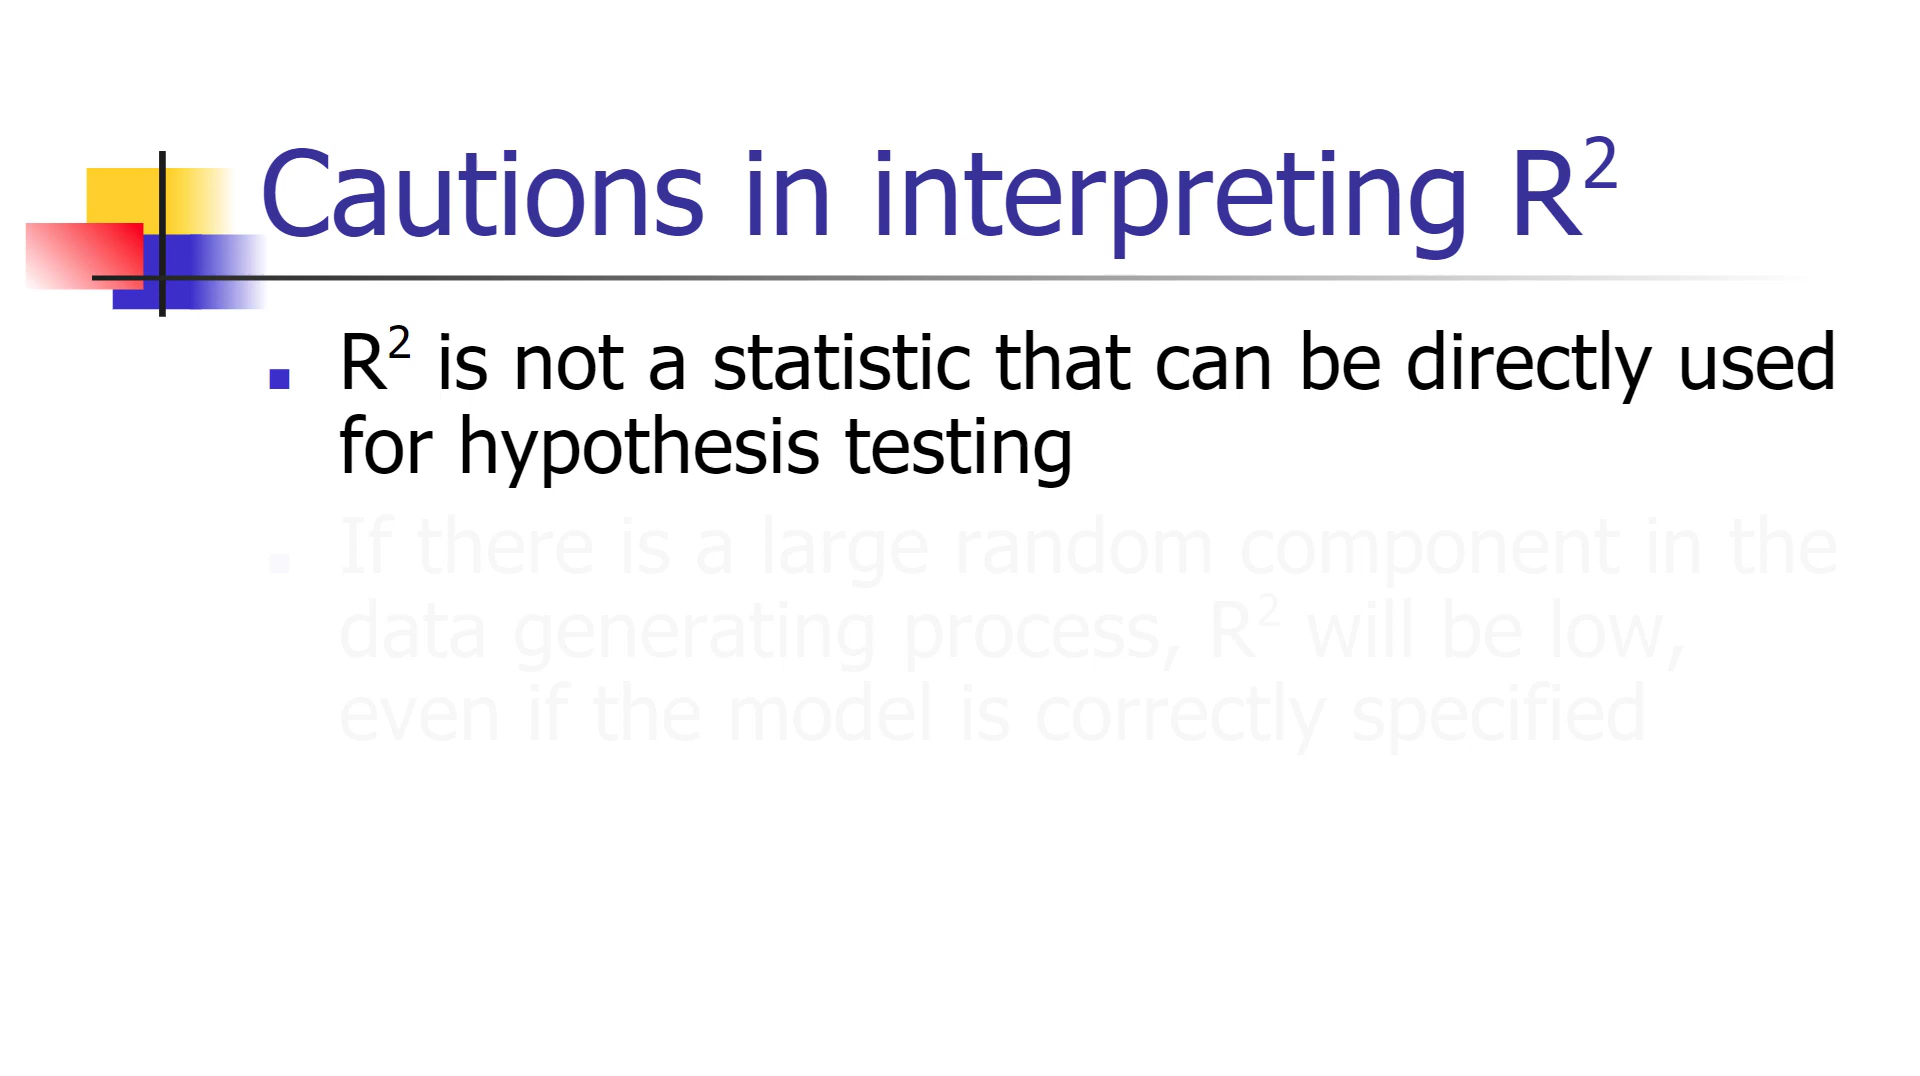 Cautions in interpreting R²
■ R² is not a statistic that can be directly used
for hypothesis testing
■ If there is a large random component in the
data generating process, R² will be low,
even if the model is correctly specified